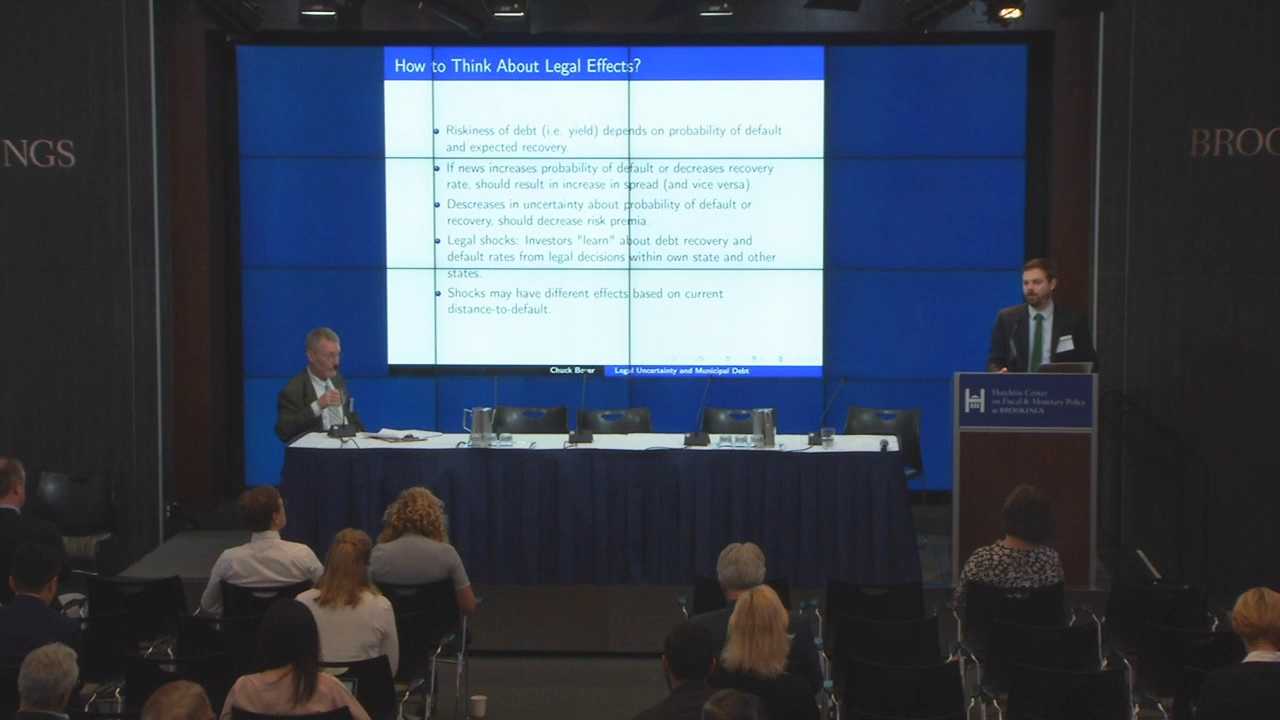 How to Think About Legal Effects?
Riskiness of debt (i.e. yield) depends on probability of default
and expected recovery.
If news increases probability of default or decreases recovery
rate, should result in increase in spread (and vice versa).
Descreases in uncertainty about probability of default or
recovery, should decrease risk premia.
Legal shocks: Investors "learn" about debt recovery and
default rates from legal decisions within own state and other
states.
Shocks may have different effects based on current
distance-to-default.
Chuck Boyer
Legal Uncertainty and Municipal Debt
NGS
BROO
Hutchins Center
on Fiscal & Monetary Policy
at BROOKINGS